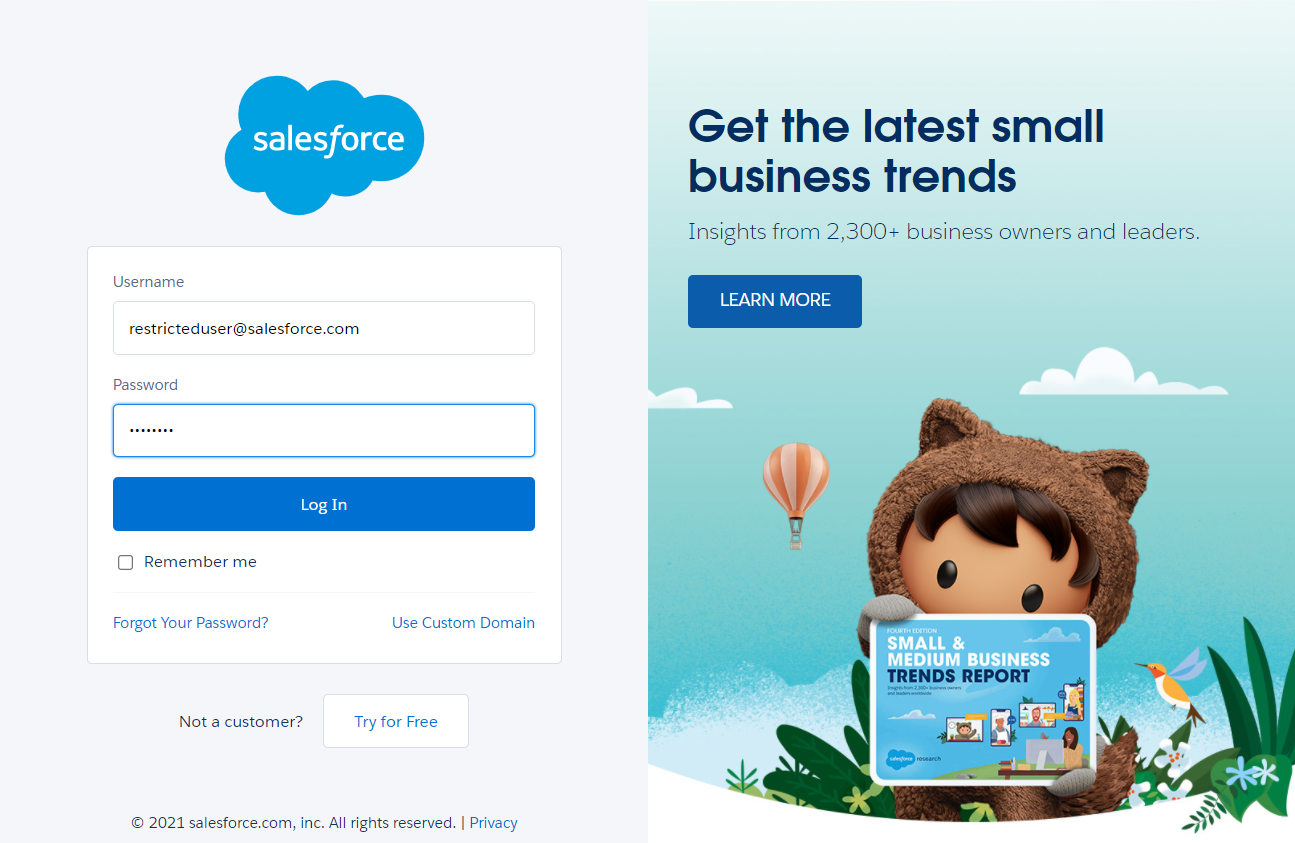 salesforce
Username
restricteduser@salesforce.com
Password
••••••••
Log In
Remember me
Forgot Your Password?
Use Custom Domain
Not a customer?
Try for Free
© 2021 salesforce.com, inc. All rights reserved. | Privacy
Get the latest small
business trends
Insights from 2,300+ business owners and leaders.
LEARN MORE
FOURTH EDITION
SMALL &
MEDIUM BUSINESS
TRENDS REPORT
Insights from 2,300+ business owners
and leaders worldwide
salesforce research